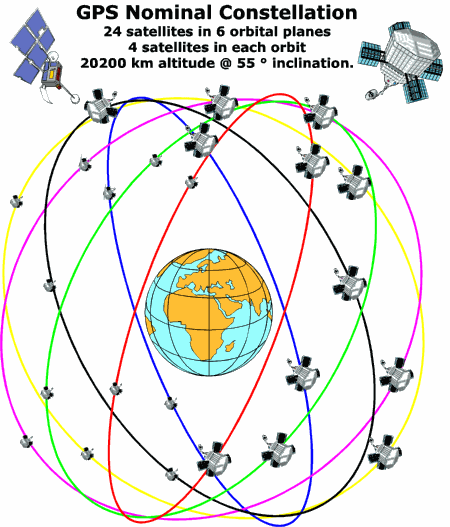 GPS Nominal Constellation
24 satellites in 6 orbital planes
4 satellites in each orbit
20200 km altitude @ 55 ° inclination.